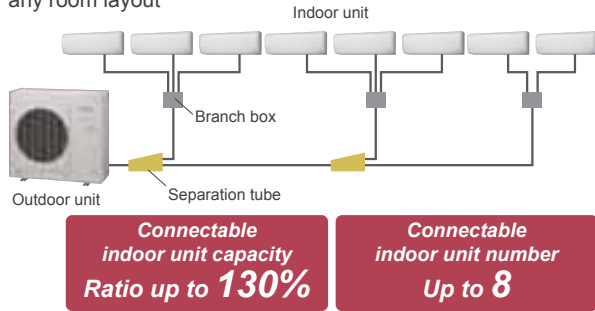 any room layout
Indoor unit
Branch box
Separation tube
Outdoor unit
Connectable
indoor unit capacity
Ratio up to 130%
Connectable
indoor unit number
Up to 8